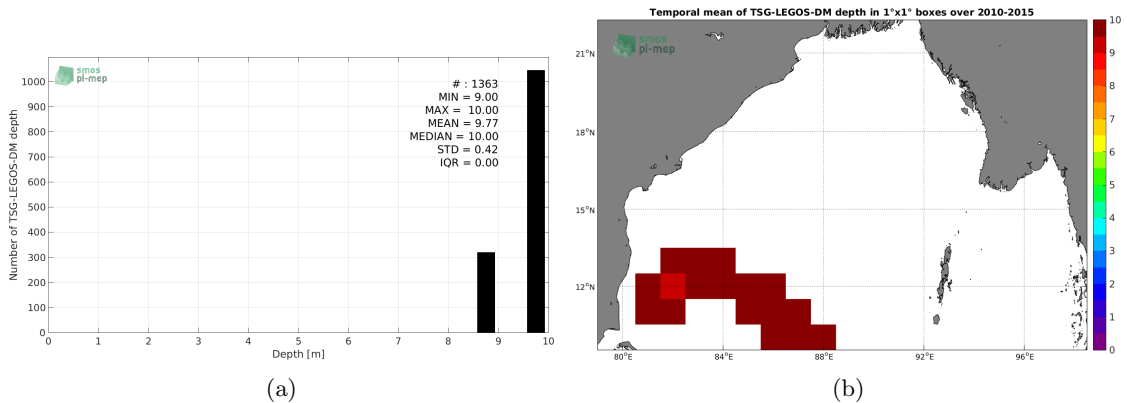 smos
pi-mep
# : 1363
MIN = 9.00
MAX = 10.00
MEAN = 9.77
MEDIAN = 10.00
STD = 0.42
IQR = 0.00
Number of TSG-LEGOS-DM depth
1000
900
800
700
600
500
400
300
200
100
0
0 1 2 3 4 5 6 7 8 9 10
Depth [m]
(a)
Temporal mean of TSG-LEGOS-DM depth in 1°x1° boxes over 2010-2015
smos
pi-mep
21°N
18°N
15°N
12°N
80°E 84°E 88°E 92°E 96°E
10
9
8
7
6
5
4
3
2
1
0
(b)